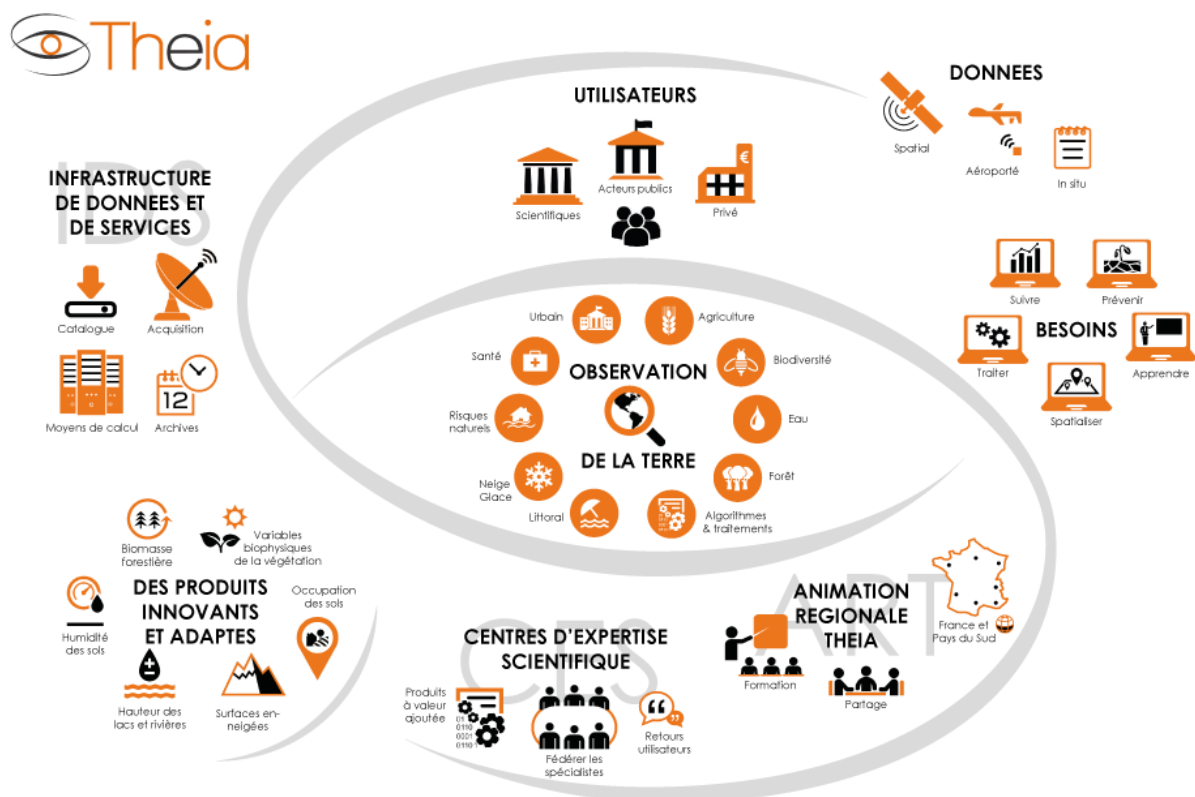 Theia
UTILISATEURS
Scientifiques
Acteurs publics
€
Privé
DONNEES
Spatial
Aéroporté
In situ
IDS
INFRASTRUCTURE
DE DONNEES ET
DE SERVICES
Catalogue
Acquisition
Moyens de calcul
12
Archives
Suivre
Prévenir
BESOINS
Traiter
Apprendre
Spatialiser
OBSERVATION
DE LA TERRE
Urbain
Agriculture
Santé
Biodiversité
Risques
naturels
Eau
Neige
Glace
Forêt
Littoral
Algorithmes
& traitements
Biomasse
forestière
Variables
biophysiques
de la végétation
DES PRODUITS
INNOVANTS
ET ADAPTES
Humidité
des sols
Occupation
des sols
Hauteur des
lacs et rivières
Surfaces en-
neigées
CES
CENTRES D'EXPERTISE
SCIENTIFIQUE
Produits
à valeur
ajoutée
01
0110
0001
0110 1
Fédérer les
spécialistes
Retours
utilisateurs
ART
ANIMATION
REGIONALE
THEIA
Formation
Partage
France et
Pays du Sud